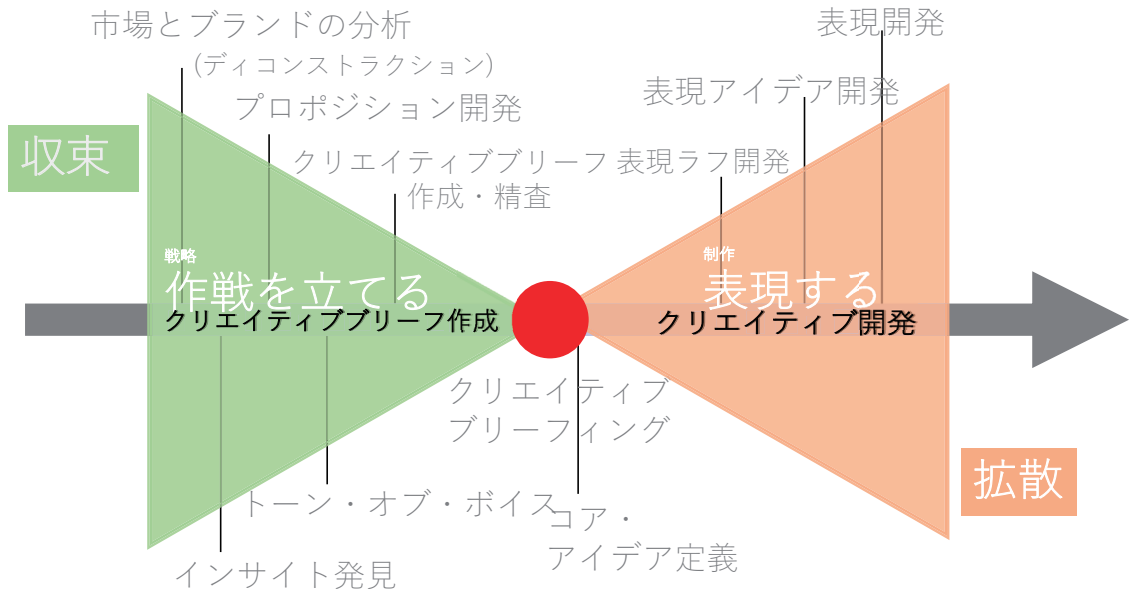 市場とブランドの分析
(ディコンストラクション)
プロポジション開発
クリエイティブブリーフ
作成・精査
表現ラフ開発
表現アイデア開発
表現開発
収束
戦略
作戦を立てる
クリエイティブブリーフ作成
制作
表現する
クリエイティブ開発
クリエイティブ
ブリーフィング
トーン・オブ・ボイス
インサイト発見
コア・
アイデア定義
拡散